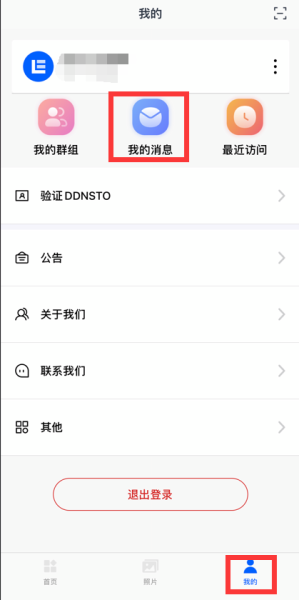 我的
我的群组
我的消息
最近访问
验证DDNSTO
公告
关于我们
联系我们
其他
退出登录
首页
照片
我的